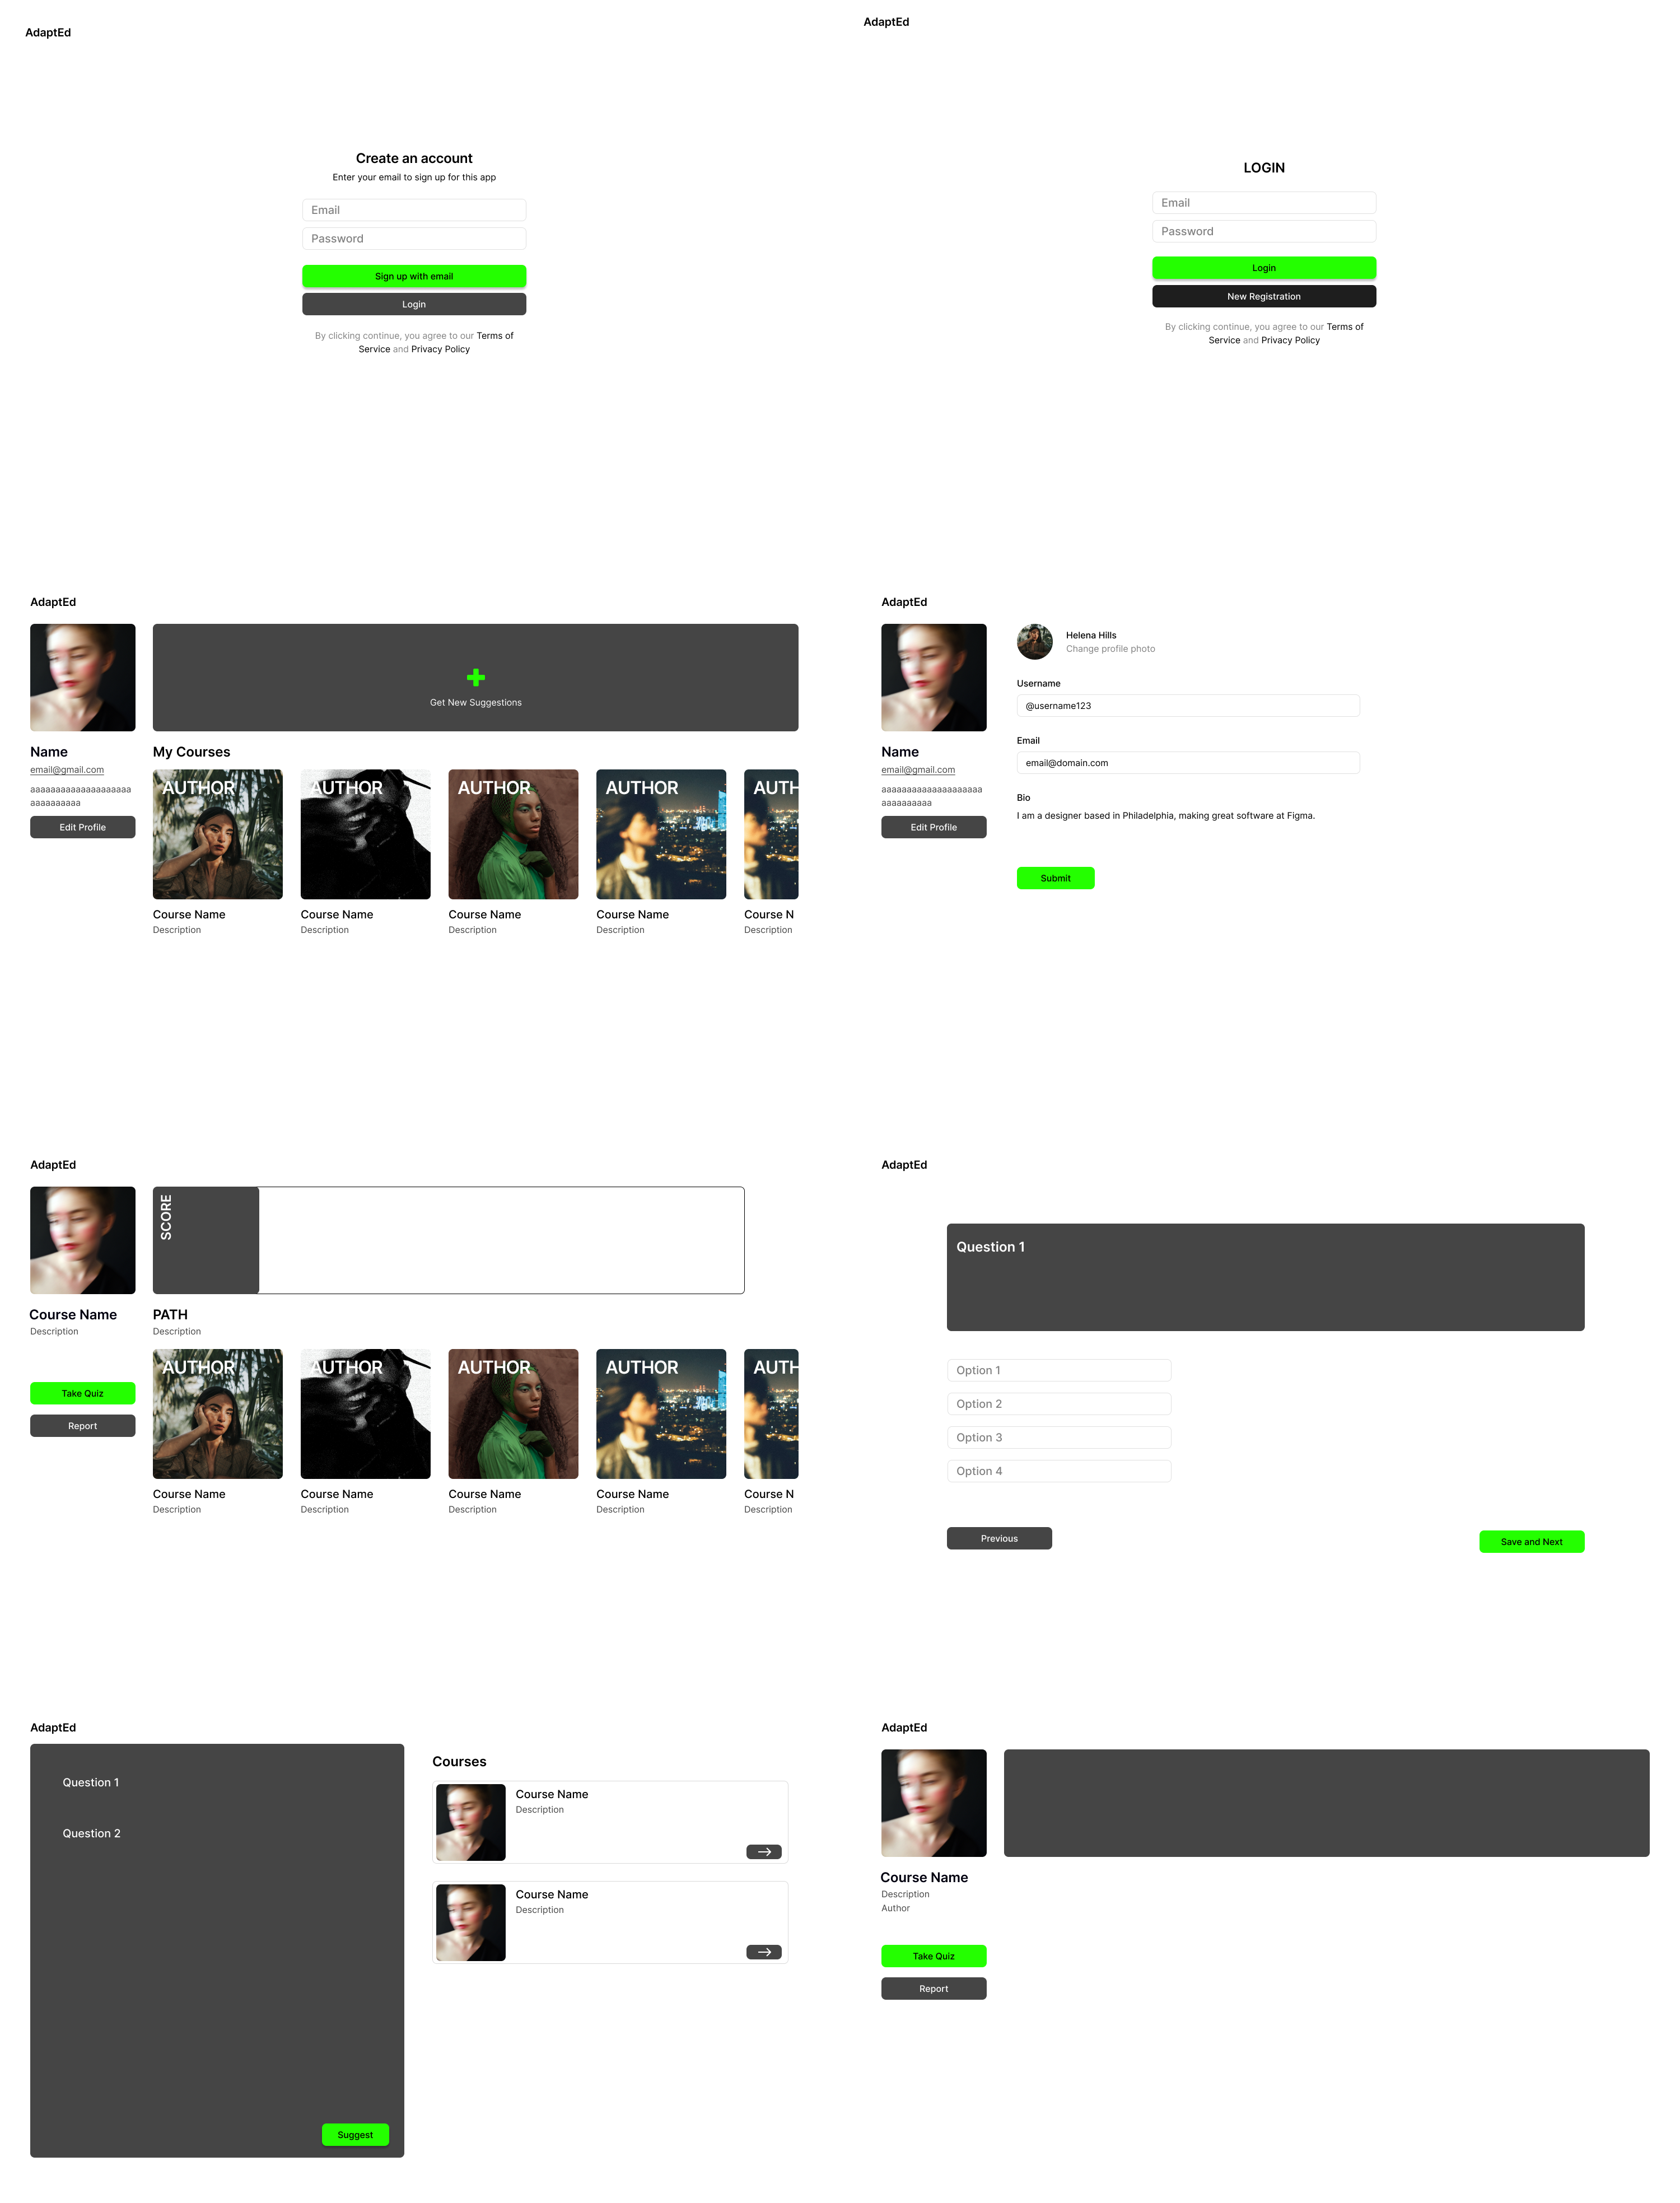 AdaptEd
Create an account
Enter your email to sign up for this app
Email
Password
Sign up with email
Login
By clicking continue, you agree to our Terms of
Service and Privacy Policy
AdaptEd
LOGIN
Email
Password
Login
New Registration
By clicking continue, you agree to our Terms of
Service and Privacy Policy
AdaptEd
Name
email@gmail.com
aaaaaaaaaaaaaaaaaaaa
aaaaaaaaaa
Edit Profile
Get New Suggestions
My Courses
AUTHOR
AUTHOR
AUTHOR
AUTHOR
AUTH
Course Name
Description
Course Name
Description
Course Name
Description
Course Name
Description
Course N
Description
AdaptEd
Name
email@gmail.com
aaaaaaaaaaaaaaaaaaaa
aaaaaaaaaa
Edit Profile
Helena Hills
Change profile photo
Username
@username123
Email
email@domain.com
Bio
I am a designer based in Philadelphia, making great software at Figma.
Submit
AdaptEd
Course Name
Description
Take Quiz
Report
SCORE
PATH
Description
AUTHOR
AUTHOR
AUTHOR
AUTHOR
AUTH
Course Name
Description
Course Name
Description
Course Name
Description
Course Name
Description
Course N
Description
AdaptEd
Question 1
Option 1
Option 2
Option 3
Option 4
Previous
Save and Next
AdaptEd
Question 1
Question 2
Suggest
Courses
Course Name
Description
Course Name
Description
AdaptEd
Course Name
Description
Author
Take Quiz
Report